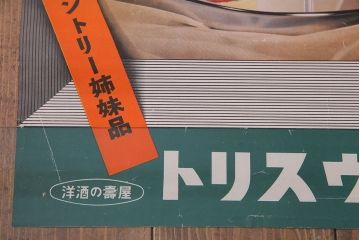 ントリー姉妹品
洋酒の壽屋
トリスウ